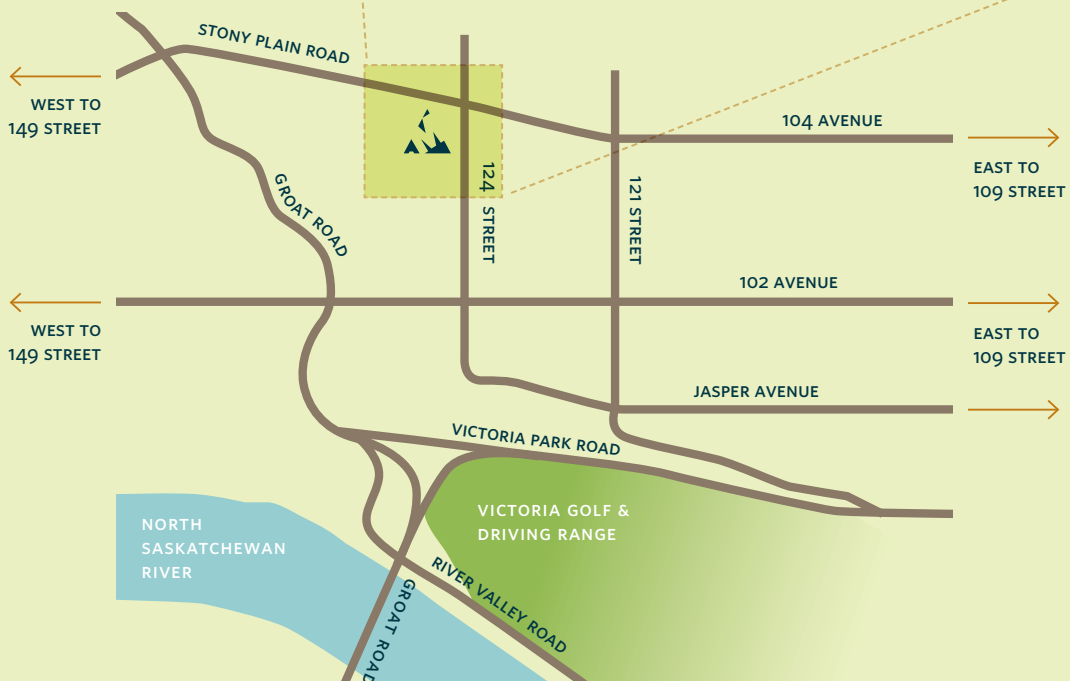 STONY PLAIN ROAD
WEST TO
149 STREET
104 AVENUE
EAST TO
109 STREET
124 STREET
121 STREET
GROAT ROAD
102 AVENUE
WEST TO
149 STREET
EAST TO
109 STREET
JASPER AVENUE
VICTORIA PARK ROAD
VICTORIA GOLF &
DRIVING RANGE
NORTH
SASKATCHEWAN
RIVER
RIVER VALLEY ROAD
GROAT ROAD